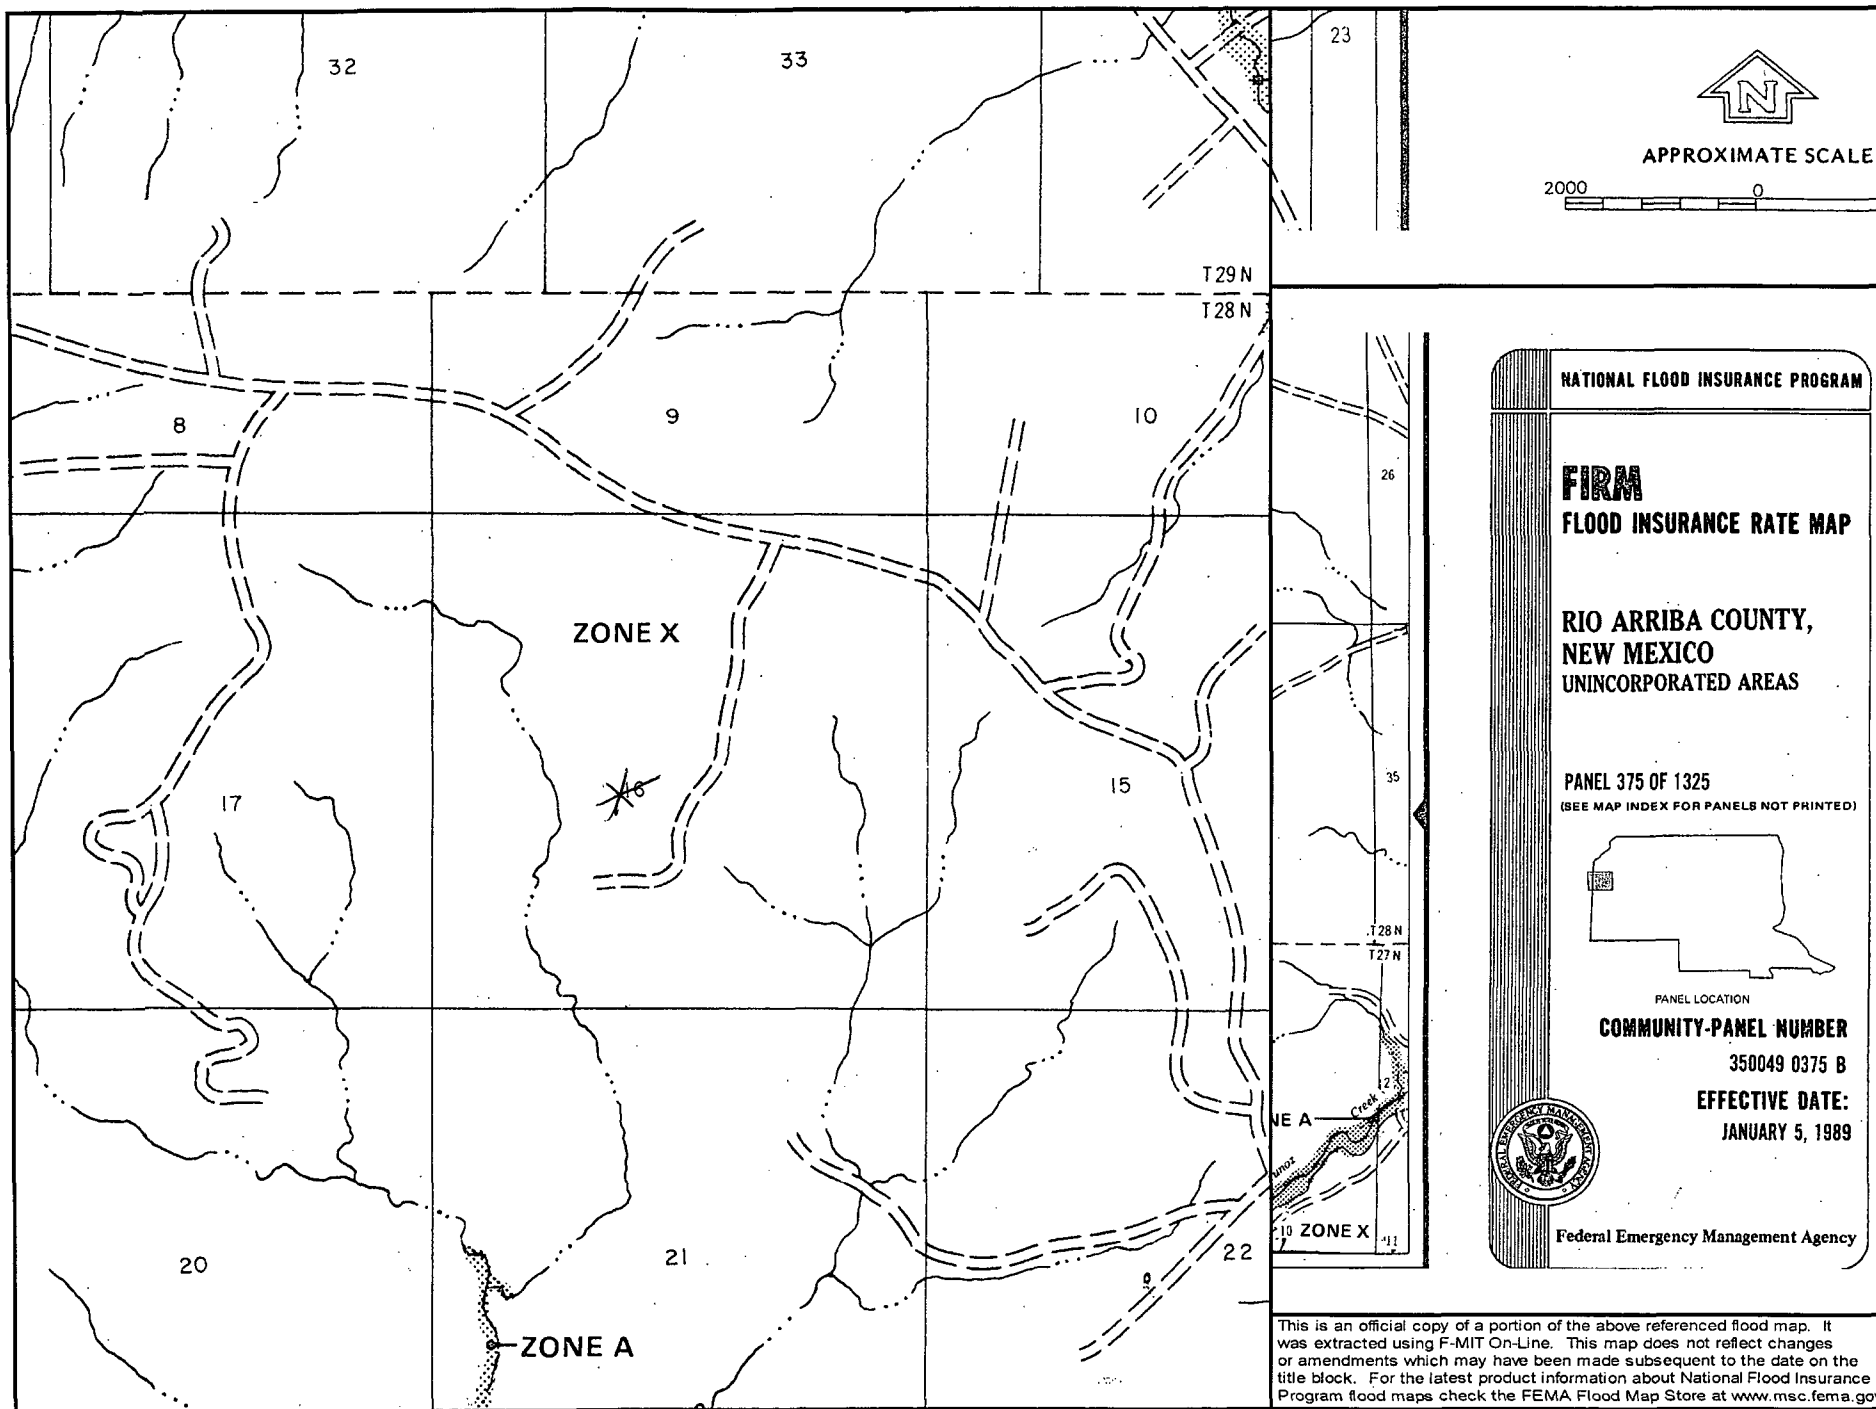 32
33
23
N
APPROXIMATE SCALE
2000
0
T29N
T28N
8
9
10
26
NATIONAL FLOOD INSURANCE PROGRAM
FIRM
FLOOD INSURANCE RATE MAP
RIO ARRIBA COUNTY,
NEW MEXICO
UNINCORPORATED AREAS
ZONE X
17
16
15
35
PANEL 375 OF 1325
(SEE MAP INDEX FOR PANELS NOT PRINTED)
T28N
T27N
PANEL LOCATION
COMMUNITY-PANEL NUMBER
350049 0375 B
EFFECTIVE DATE:
JANUARY 5, 1989
FEDERAL EMERGENCY MANAGEMENT AGENCY
Federal Emergency Management Agency
NE A
Creek
12
unoz
10 ZONE X
11
20
21
22
ZONE A
This is an official copy of a portion of the above referenced flood map. It
was extracted using F-MIT On-Line. This map does not reflect changes
or amendments which may have been made subsequent to the date on the
title block. For the latest product information about National Flood Insurance
Program flood maps check the FEMA Flood Map Store at www.msc.fema.gov